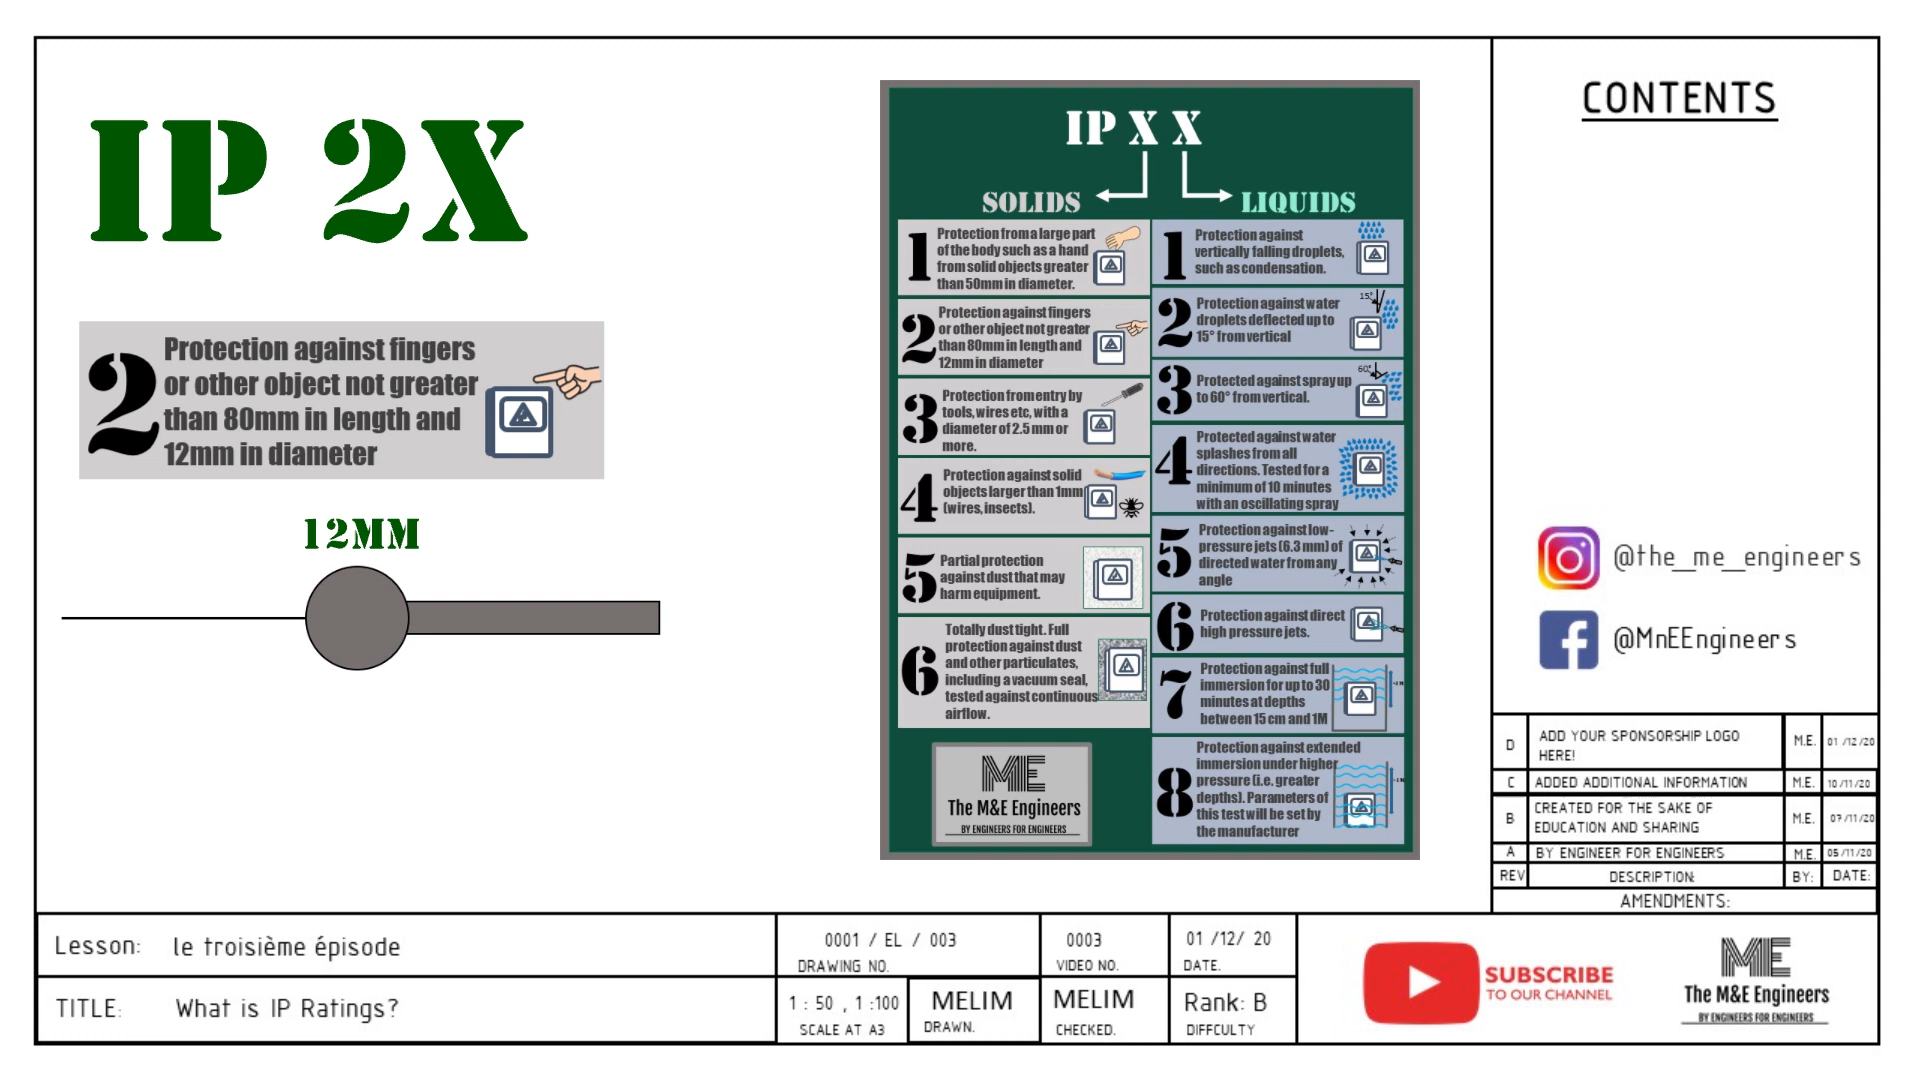 IP 2X
2
Protection against fingers
or other object not greater
than 80mm in length and
12mm in diameter
12MM
IP X X
SOLIDS
LIQUIDS
1
Protection from a large part
of the body such as a hand
from solid objects greater
than 50mm in diameter.
2
Protection against fingers
or other object not greater
than 80mm in length and
12mm in diameter
3
Protection from entry by
tools, wires etc, with a
diameter of 2.5 mm or
more.
4
Protection against solid
objects larger than 1mm
(wires, insects).
5
Partial protection
against dust that may
harm equipment.
6
Totally dust tight. Full
protection against dust
and other particulates,
including a vacuum seal,
tested against continuous
airflow.
1
Protection against
vertically falling droplets,
such as condensation.
2
Protection against water
droplets deflected up to
15° from vertical
15°
3
Protected against spray up
to 60° from vertical.
60°
4
Protected against water
splashes from all
directions. Tested for a
minimum of 10 minutes
with an oscillating spray
5
Protection against low-
pressure jets (6.3 mm) of
directed water from any
angle
6
Protection against direct
high pressure jets.
7
Protection against full
immersion for up to 30
minutes at depths
between 15 cm and 1M
8
Protection against extended
immersion under higher
pressure (i.e. greater
depths). Parameters of
this test will be set by
the manufacturer
ME
The M&E Engineers
BY ENGINEERS FOR ENGINEERS
CONTENTS
@the_me_engineers
@MnEEngineers
D ADD YOUR SPONSORSHIP LOGO HERE! M.E. 01 /12 /20
C ADDED ADDITIONAL INFORMATION M.E. 10 /11 /20
B CREATED FOR THE SAKE OF EDUCATION AND SHARING M.E. 07 /11 /20
A BY ENGINEER FOR ENGINEERS M.E. 05 /11 /20
REV DESCRIPTION: BY: DATE:
AMENDMENTS:
Lesson: le troisième épisode
TITLE: What is IP Ratings?
0001 / EL / 003
DRAWING NO.
0003
VIDEO NO.
01 /12/ 20
DATE.
1 : 50 , 1 :100
SCALE AT A3
MELIM
DRAWN.
MELIM
CHECKED.
Rank: B
DIFFCULTY
SUBSCRIBE
TO OUR CHANNEL
ME
The M&E Engineers
BY ENGINEERS FOR ENGINEERS